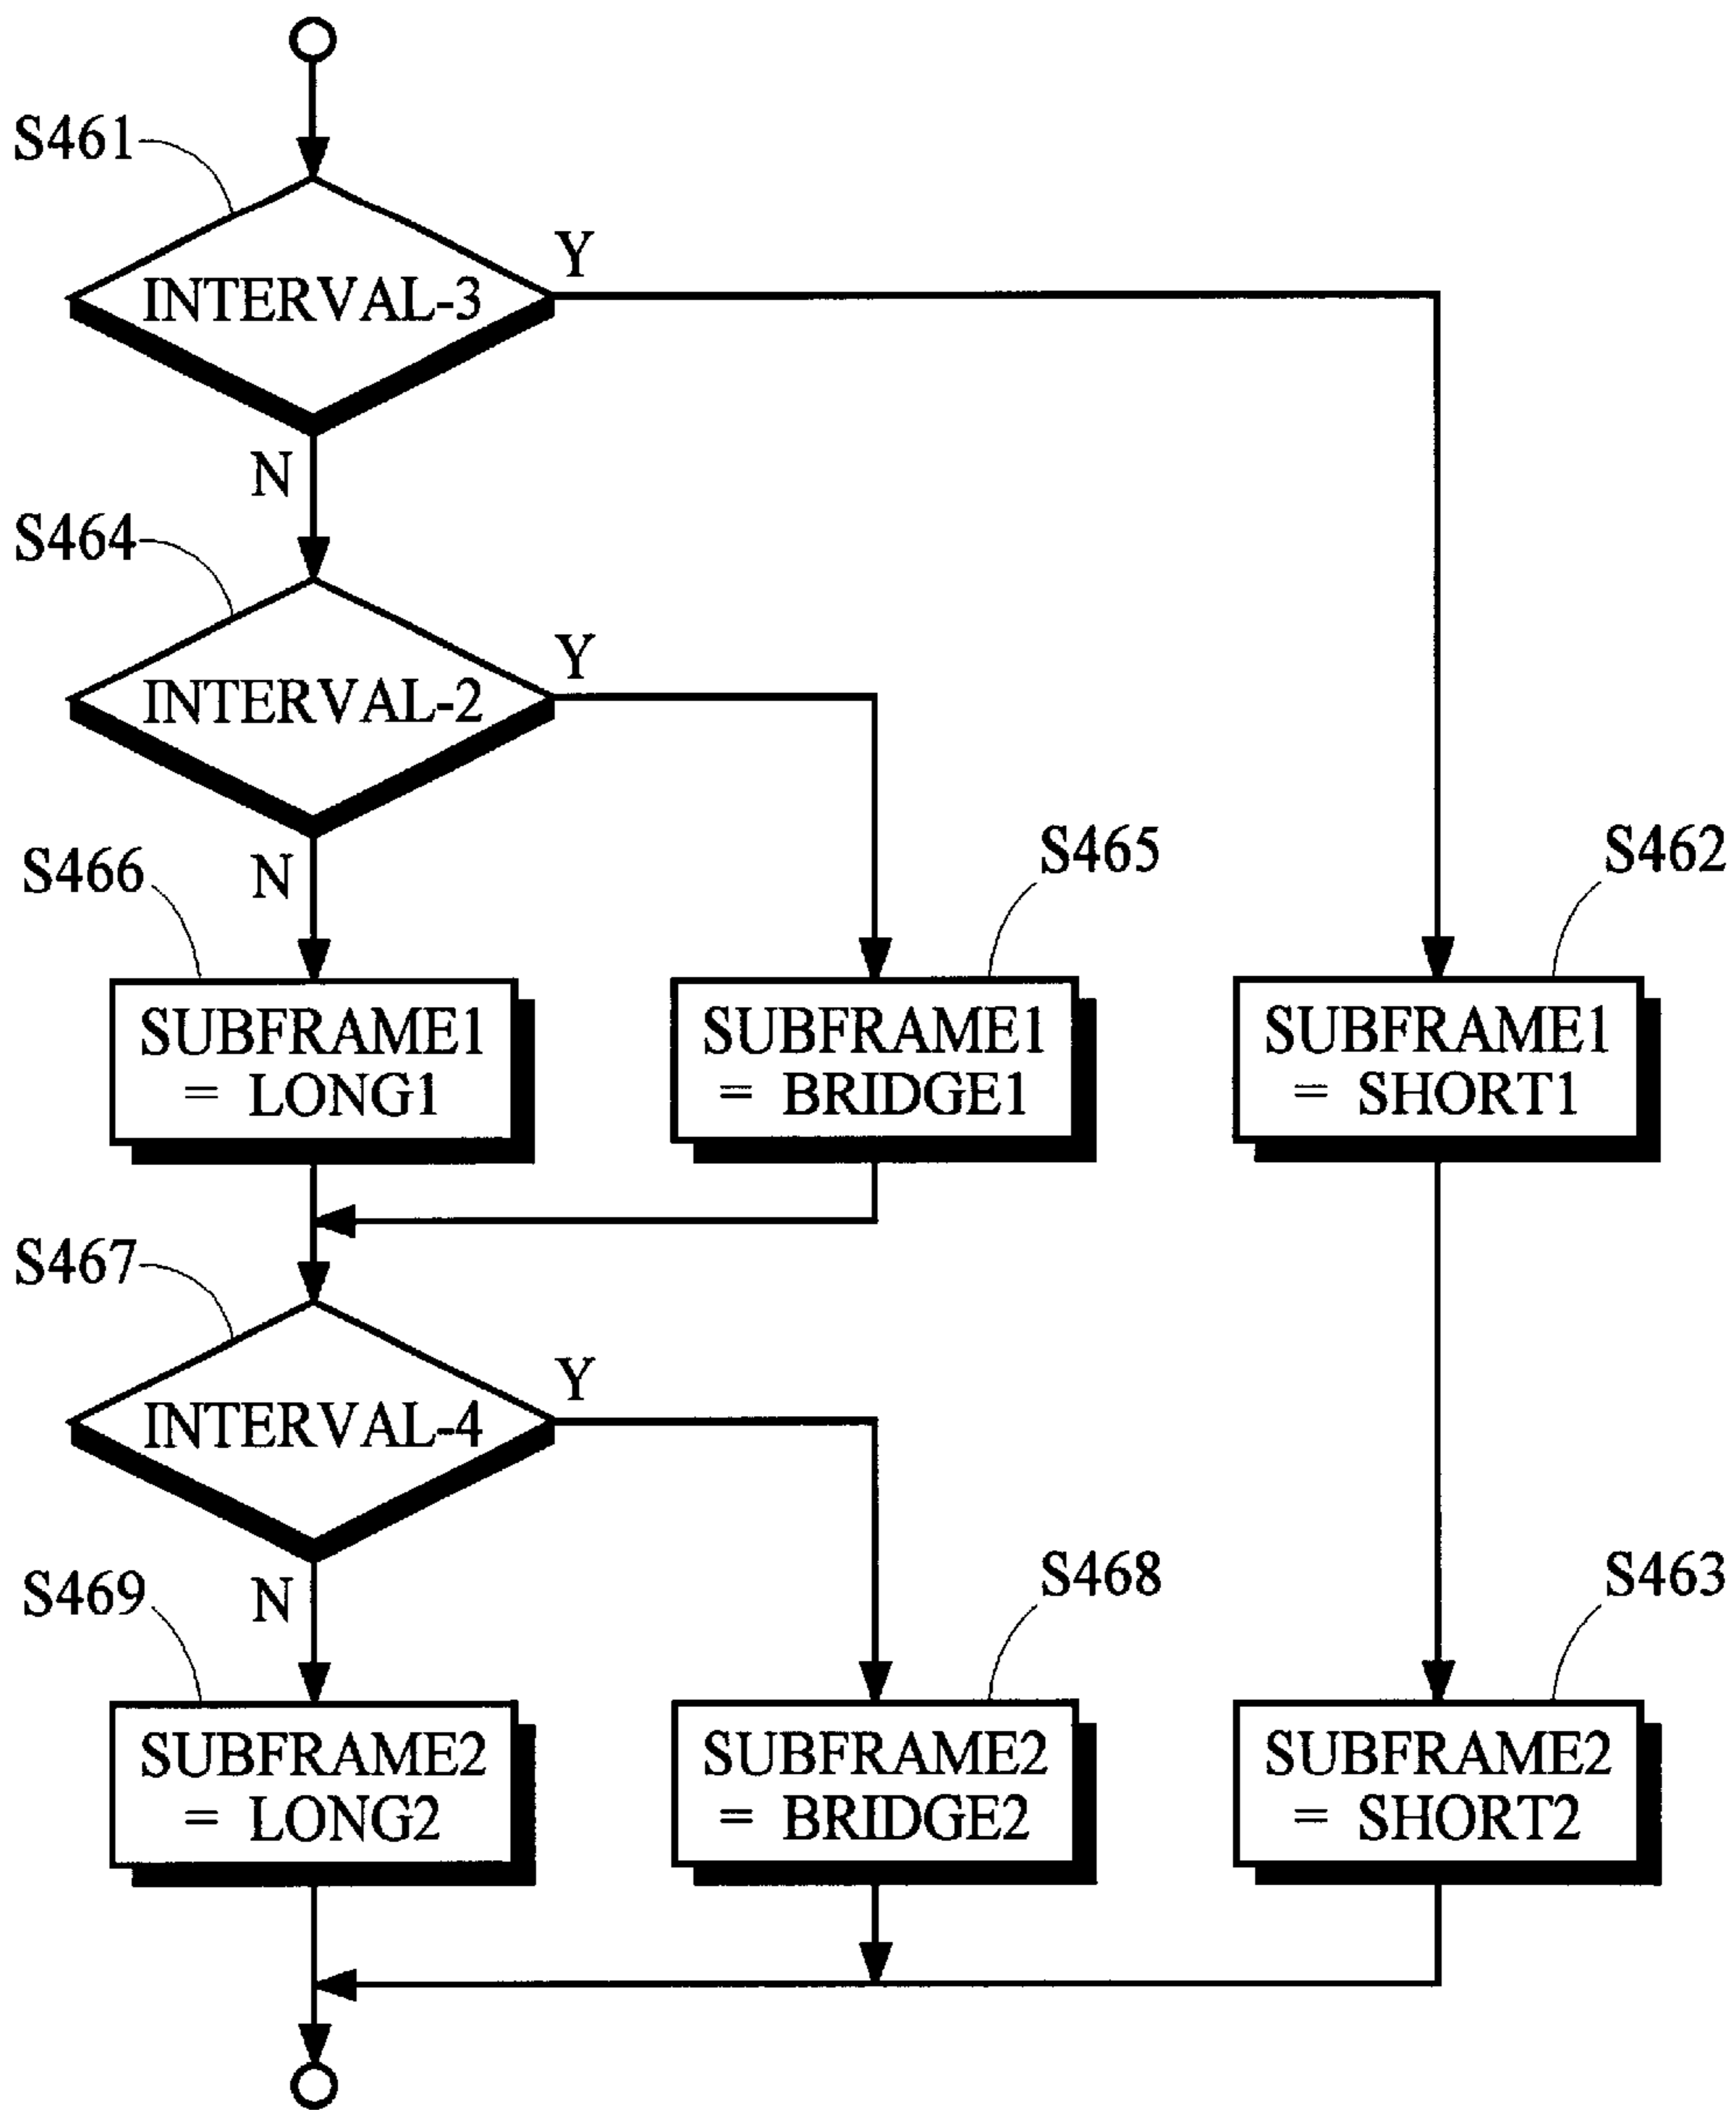 S461
INTERVAL-3
Y
N
S464
INTERVAL-2
Y
N
S466
S465
S462
SUBFRAME1
= LONG1
SUBFRAME1
= BRIDGE1
SUBFRAME1
= SHORT1
S467
INTERVAL-4
Y
N
S469
S468
S463
SUBFRAME2
= LONG2
SUBFRAME2
= BRIDGE2
SUBFRAME2
= SHORT2